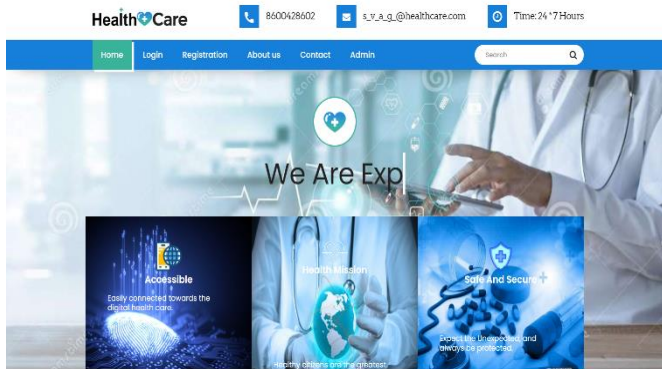 Health Care
8600428602
s_v_a_g_@healthcare.com
Time: 24*7 Hours
Home Login Registration About us Contact Admin
Search
We Are Exp
Accessible
Easily connected towards the
digital health care.
Health Mission
Healthy citizens are the greatest
Safe And Secure
Expect the Unexpected, and
always be protected.